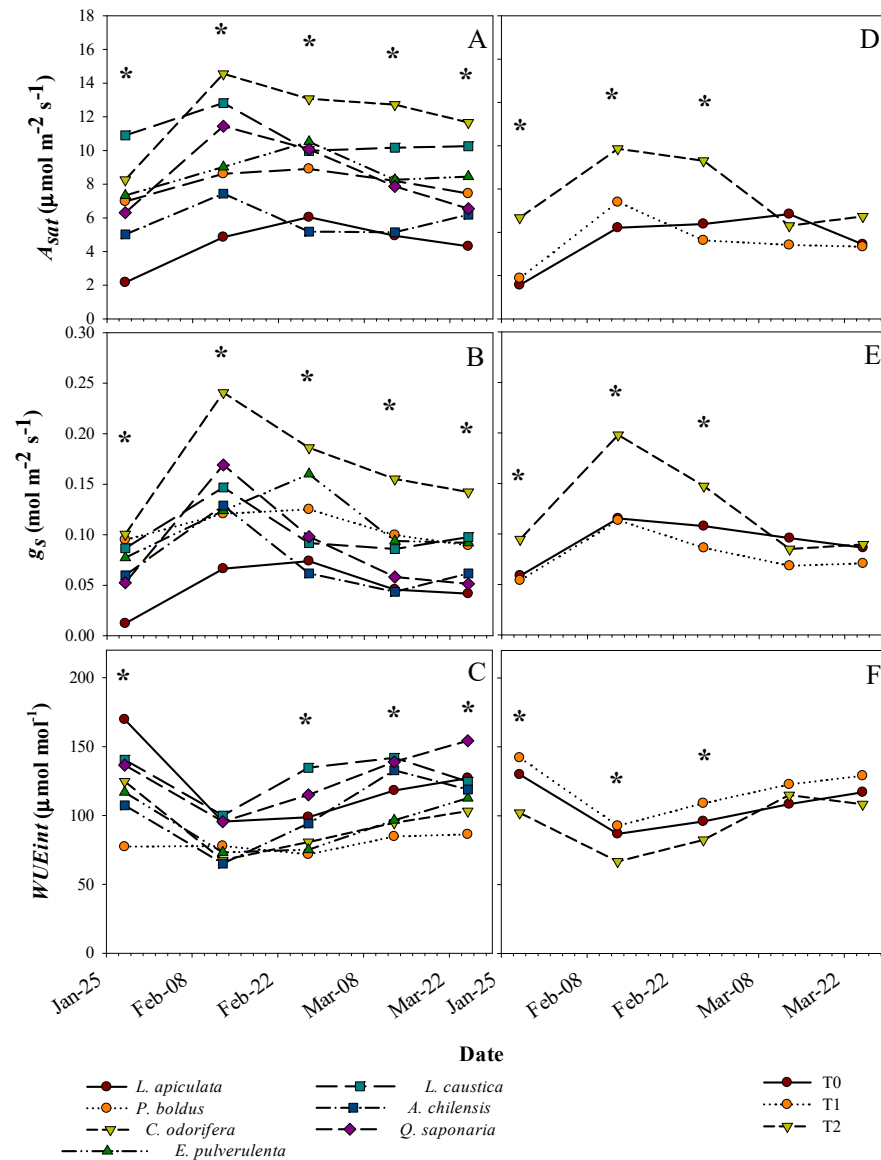 A
D
18
16
14
12
10
8
6
4
2
0
A_sat (μmol m⁻² s⁻¹)
* * * * *
* * *
B
E
0.30
0.25
0.20
0.15
0.10
0.05
0.00
g_s (mol m⁻² s⁻¹)
* * * * *
* * *
C
F
200
150
100
50
0
WUEint (μmol mol⁻¹)
* * * * *
* * *
Jan-25 Feb-08 Feb-22 Mar-08 Mar-22 Jan-25 Feb-08 Feb-22 Mar-08 Mar-22
Date
L. apiculata
P. boldus
C. odorifera
E. pulverulenta
L. caustica
A. chilensis
Q. saponaria
T0
T1
T2